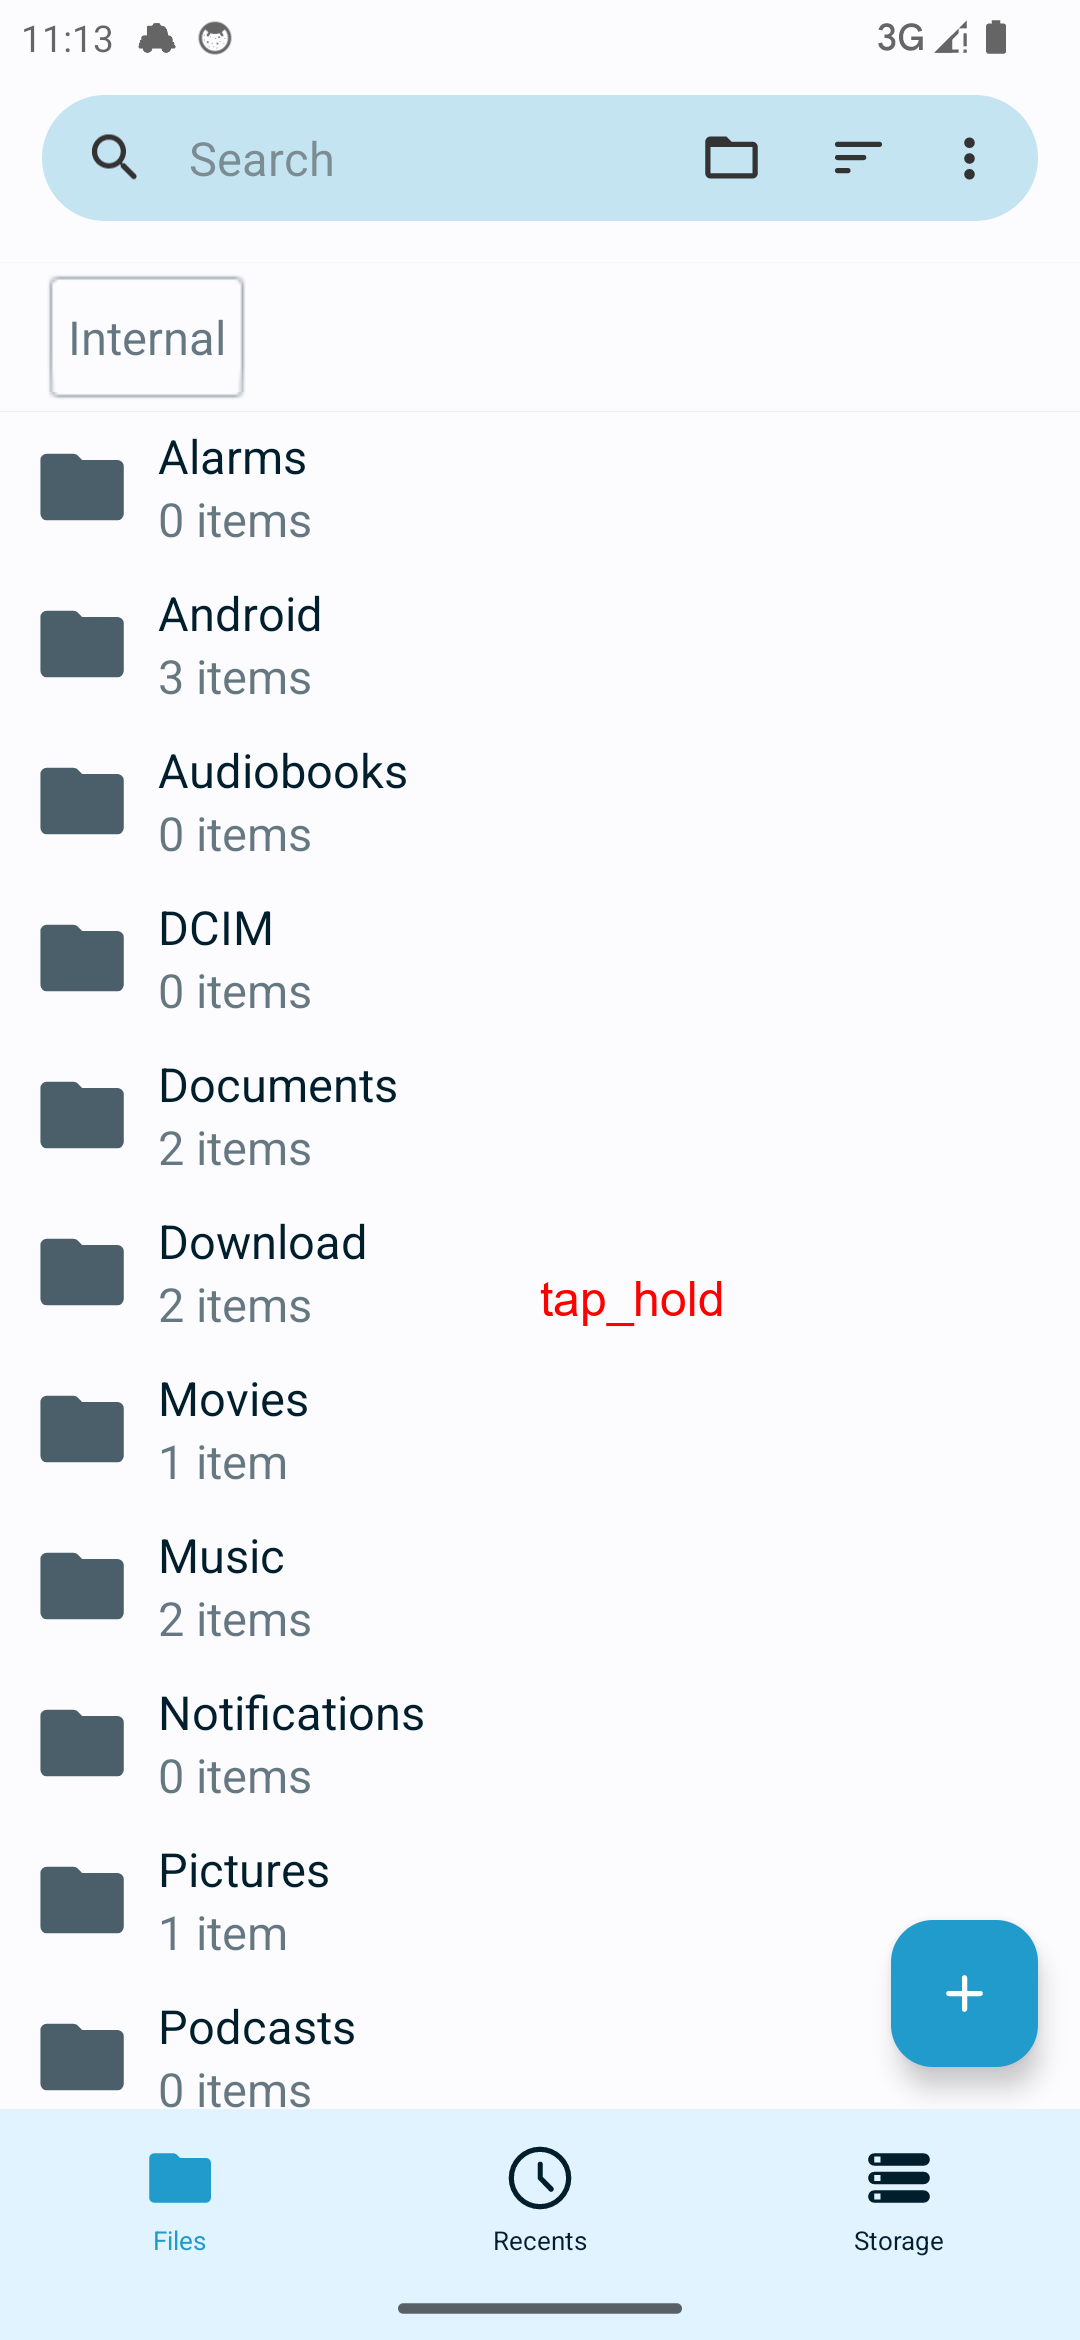 11:13
3G
Search
Internal
Alarms
0 items
Android
3 items
Audiobooks
0 items
DCIM
0 items
Documents
2 items
Download
2 items
tap_hold
Movies
1 item
Music
2 items
Notifications
0 items
Pictures
1 item
Podcasts
0 items
Files
Recents
Storage